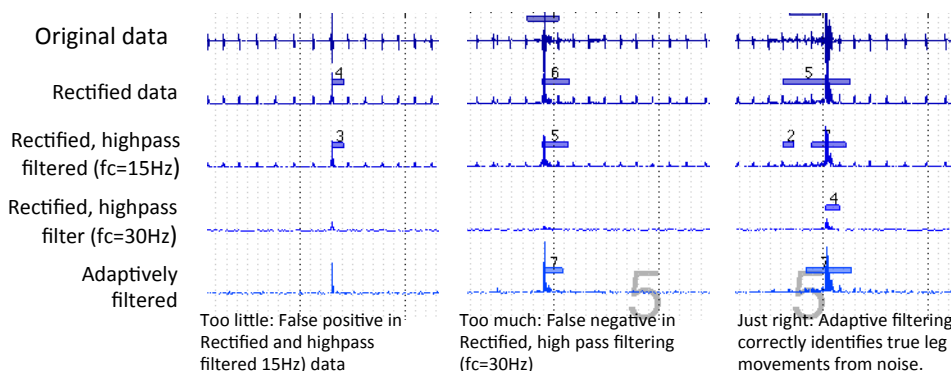 Original data
4
6
5
Rectified data
3
5
2
7
Rectified, highpass
filtered (fc=15Hz)
4
Rectified, highpass
filter (fc=30Hz)
7
7
Adaptively
filtered
5
5
Too little: False positive in
Rectified and highpass
filtered 15Hz) data
Too much: False negative in
Rectified, high pass filtering
(fc=30Hz)
Just right: Adaptive filtering
correctly identifies true leg
movements from noise.